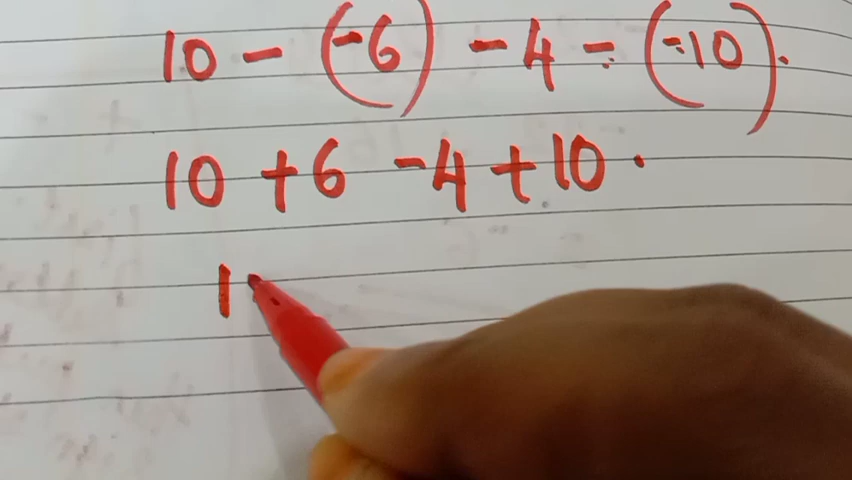 10 - (-6) - 4 - (-10).
10 + 6 - 4 + 10.
1